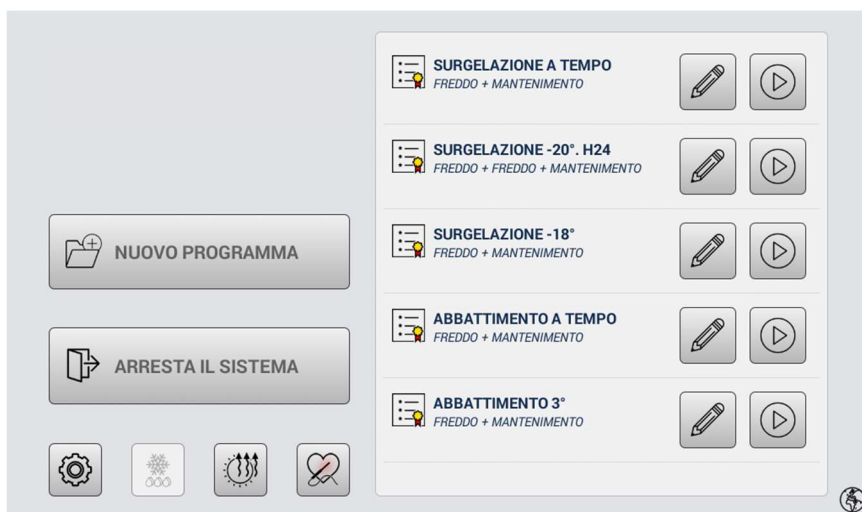 SURGELAZIONE A TEMPO
FREDDO + MANTENIMENTO
SURGELAZIONE -20°. H24
FREDDO + FREDDO + MANTENIMENTO
SURGELAZIONE -18°
FREDDO + MANTENIMENTO
ABBATTIMENTO A TEMPO
FREDDO + MANTENIMENTO
ABBATTIMENTO 3°
FREDDO + MANTENIMENTO
NUOVO PROGRAMMA
ARRESTA IL SISTEMA